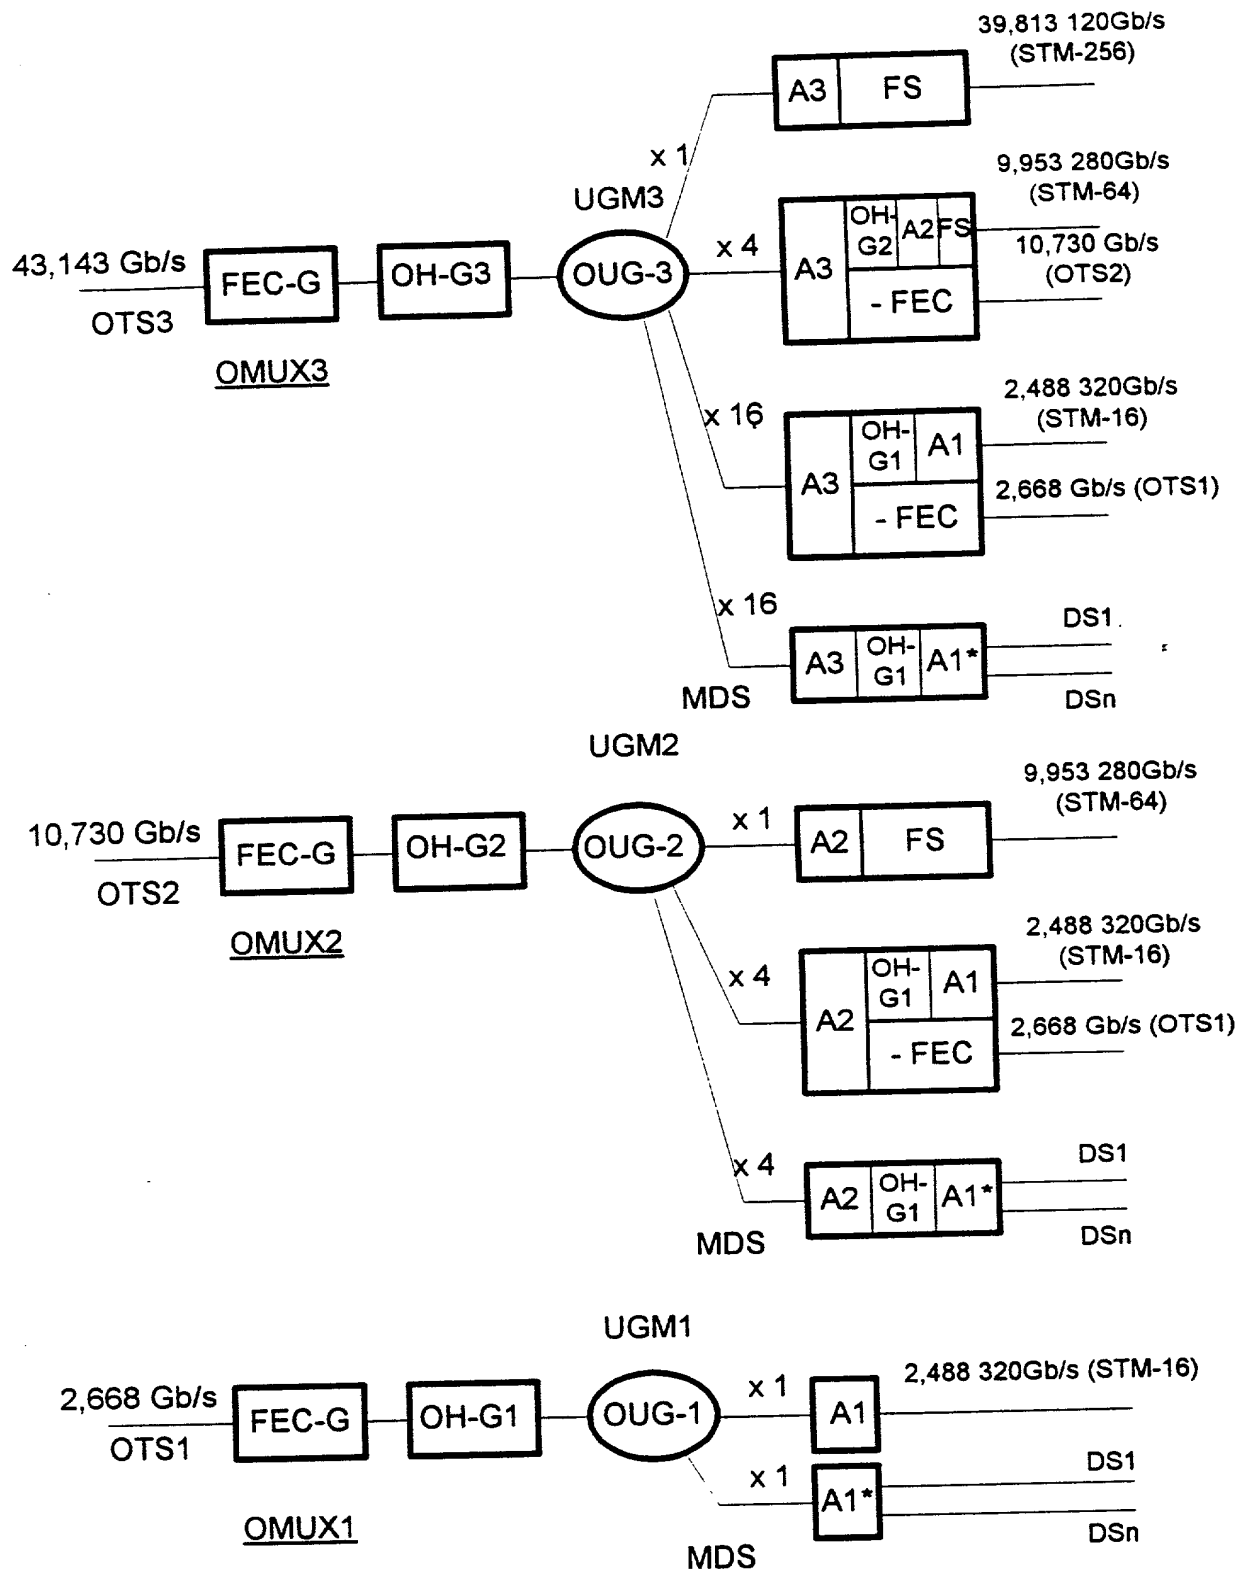 39,813 120Gb/s
(STM-256)
A3 FS
x 1
UGM3
9,953 280Gb/s
(STM-64)
43,143 Gb/s
OTS3
FEC-G
OH-G3
OUG-3
x 4
A3
OH-
G2
A2
FS
10,730 Gb/s
(OTS2)
- FEC
OMUX3
2,488 320Gb/s
(STM-16)
x 16
A3
OH-
G1
A1
2,668 Gb/s (OTS1)
- FEC
x 16
DS1
A3
OH-
G1
A1*
DSn
MDS
UGM2
9,953 280Gb/s
(STM-64)
10,730 Gb/s
OTS2
FEC-G
OH-G2
OUG-2
x 1
A2 FS
OMUX2
2,488 320Gb/s
(STM-16)
x 4
A2
OH-
G1
A1
2,668 Gb/s (OTS1)
- FEC
x 4
DS1
A2
OH-
G1
A1*
DSn
MDS
UGM1
2,668 Gb/s
OTS1
FEC-G
OH-G1
OUG-1
x 1
A1
2,488 320Gb/s (STM-16)
x 1
A1*
DS1
DSn
OMUX1
MDS